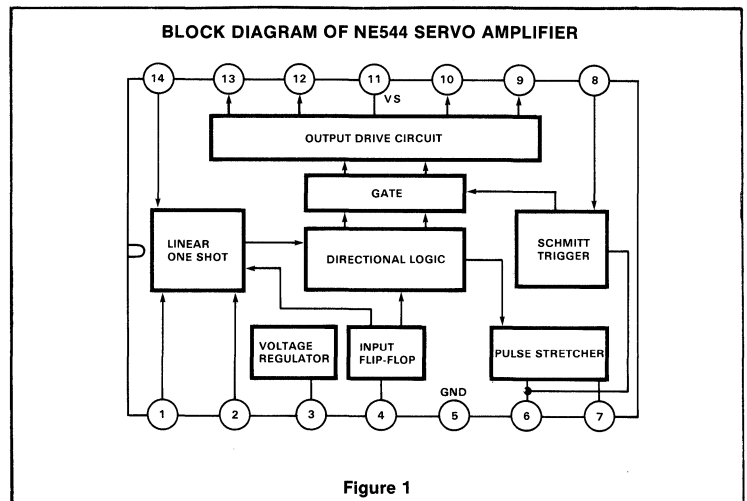 BLOCK DIAGRAM OF NE544 SERVO AMPLIFIER
14
13
12
11
10
9
8
VS
OUTPUT DRIVE CIRCUIT
GATE
LINEAR
ONE SHOT
DIRECTIONAL LOGIC
SCHMITT
TRIGGER
VOLTAGE
REGULATOR
INPUT
FLIP-FLOP
PULSE STRETCHER
GND
1
2
3
4
5
6
7
Figure 1